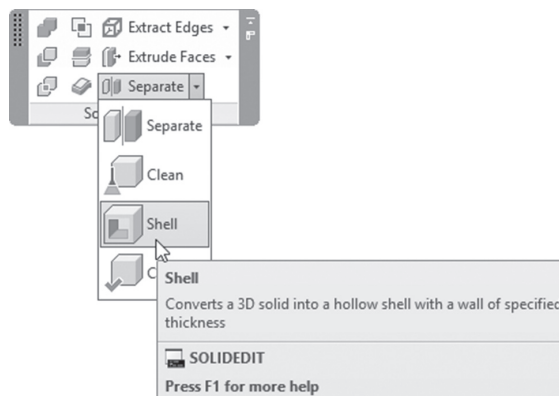 Extract Edges
Extrude Faces
Separate
Separate
Clean
Shell
Shell
Converts a 3D solid into a hollow shell with a wall of specified
thickness
SOLIDEDIT
Press F1 for more help